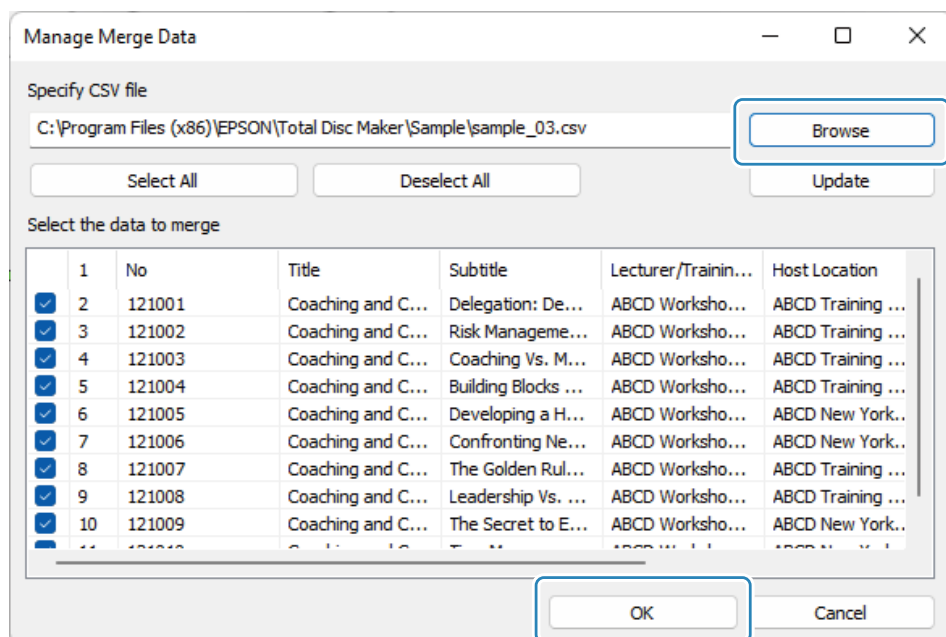 Manage Merge Data
Specify CSV file
C:\Program Files (x86)\EPSON\Total Disc Maker\Sample\sample_03.csv
Browse
Select All Deselect All Update
Select the data to merge
1 No Title Subtitle Lecturer/Trainin... Host Location
2 121001 Coaching and C... Delegation: De... ABCD Worksho... ABCD Training ...
3 121002 Coaching and C... Risk Manageme... ABCD Worksho... ABCD Training ...
4 121003 Coaching and C... Coaching Vs. M... ABCD Worksho... ABCD Training ...
5 121004 Coaching and C... Building Blocks ... ABCD Worksho... ABCD Training ...
6 121005 Coaching and C... Developing a H... ABCD Worksho... ABCD New York..
7 121006 Coaching and C... Confronting Ne... ABCD Worksho... ABCD New York..
8 121007 Coaching and C... The Golden Rul... ABCD Worksho... ABCD Training ...
9 121008 Coaching and C... Leadership Vs. ... ABCD Worksho... ABCD Training ...
10 121009 Coaching and C... The Secret to E... ABCD Worksho... ABCD New York..
OK Cancel